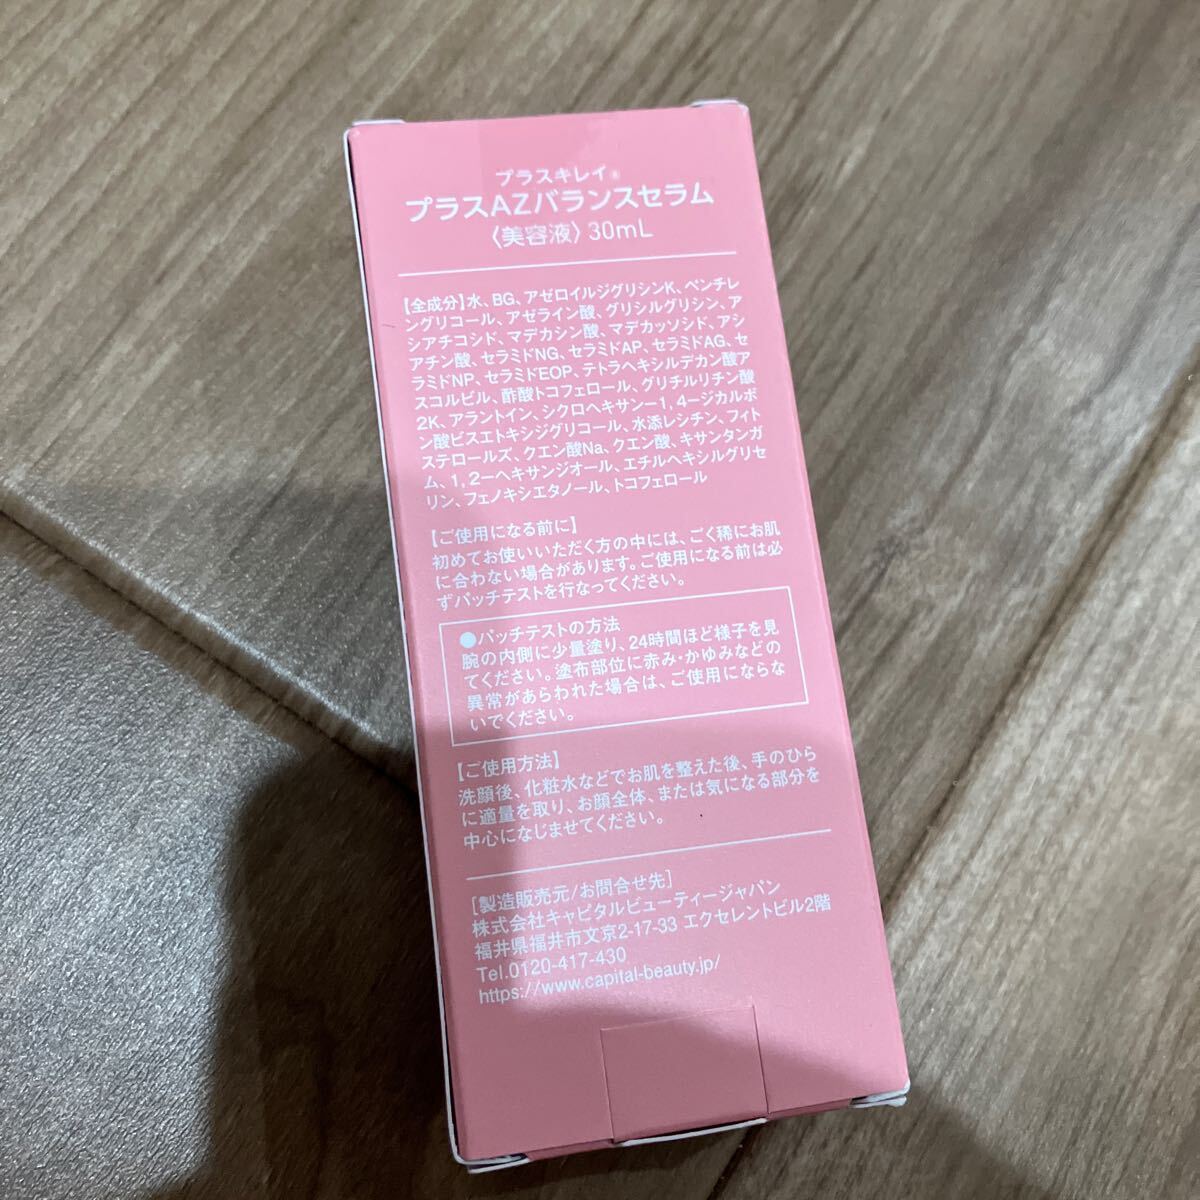 プラスキレイ®
プラスAZバランスセラム
〈美容液〉30mL
【全成分】水、BG、アゼロイルジグリシンK、ペンチレ
ングリコール、アゼライン酸、グリシルグリシン、ア
シアチコシド、マデカシン酸、マデカッソシド、アシ
アチン酸、セラミドNG、セラミドAP、セラミドAG、セ
ラミドNP、セラミドEOP、テトラヘキシルデカン酸ア
スコルビル、酢酸トコフェロール、グリチルリチン酸
2K、アラントイン、シクロヘキサン－1,4－ジカルボ
ン酸ビスエトキシジグリコール、水添レシチン、フィト
ステロールズ、クエン酸Na、クエン酸、キサンタンガ
ム、1,2－ヘキサンジオール、エチルヘキシルグリセ
リン、フェノキシエタノール、トコフェロール
【ご使用になる前に】
初めてお使いいただく方の中には、ごく稀にお肌
に合わない場合があります。ご使用になる前は必
ずパッチテストを行なってください。
●パッチテストの方法
腕の内側に少量塗り、24時間ほど様子を見
てください。塗布部位に赤み・かゆみなどの
異常があらわれた場合は、ご使用にならな
いでください。
【ご使用方法】
洗顔後、化粧水などでお肌を整えた後、手のひら
に適量を取り、お顔全体、または気になる部分を
中心になじませてください。
[製造販売元/お問合せ先]
株式会社キャピタルビューティージャパン
福井県福井市文京2-17-33 エクセレントビル2階
Tel.0120-417-430
https://www.capital-beauty.jp/